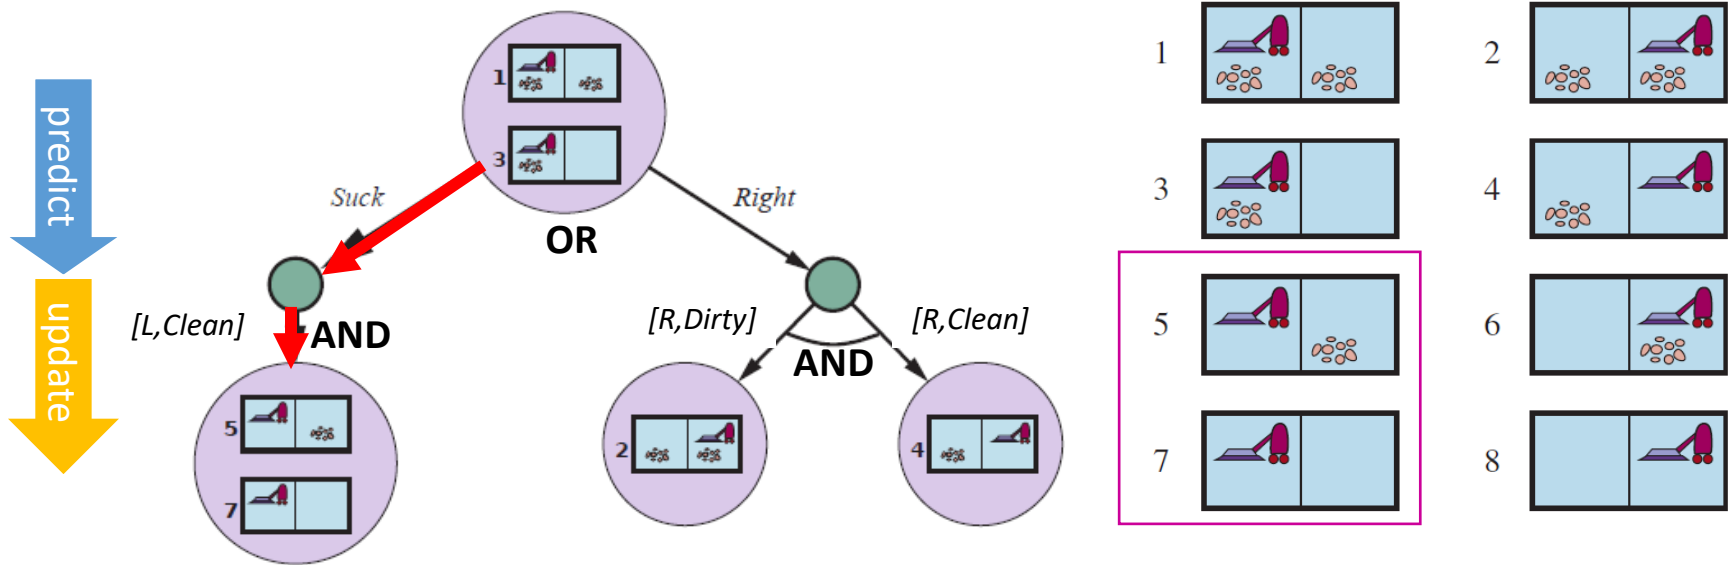 predict
update
1
3
Suck
Right
OR
[L,Clean]
AND
[R,Dirty]
[R,Clean]
AND
5
7
2
4
1
2
3
4
5
6
7
8